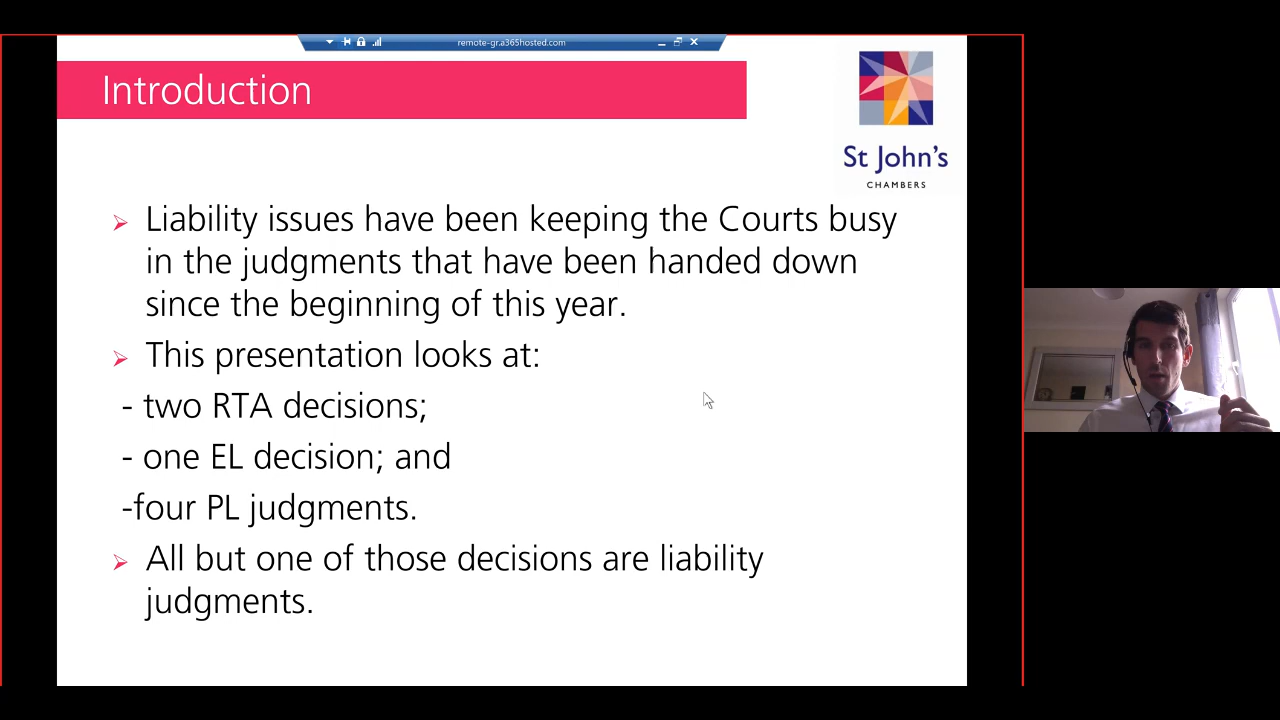 remote-gr.a365hosted.com
Introduction
St John's
CHAMBERS
Liability issues have been keeping the Courts busy
in the judgments that have been handed down
since the beginning of this year.
This presentation looks at:
- two RTA decisions;
- one EL decision; and
-four PL judgments.
All but one of those decisions are liability
judgments.